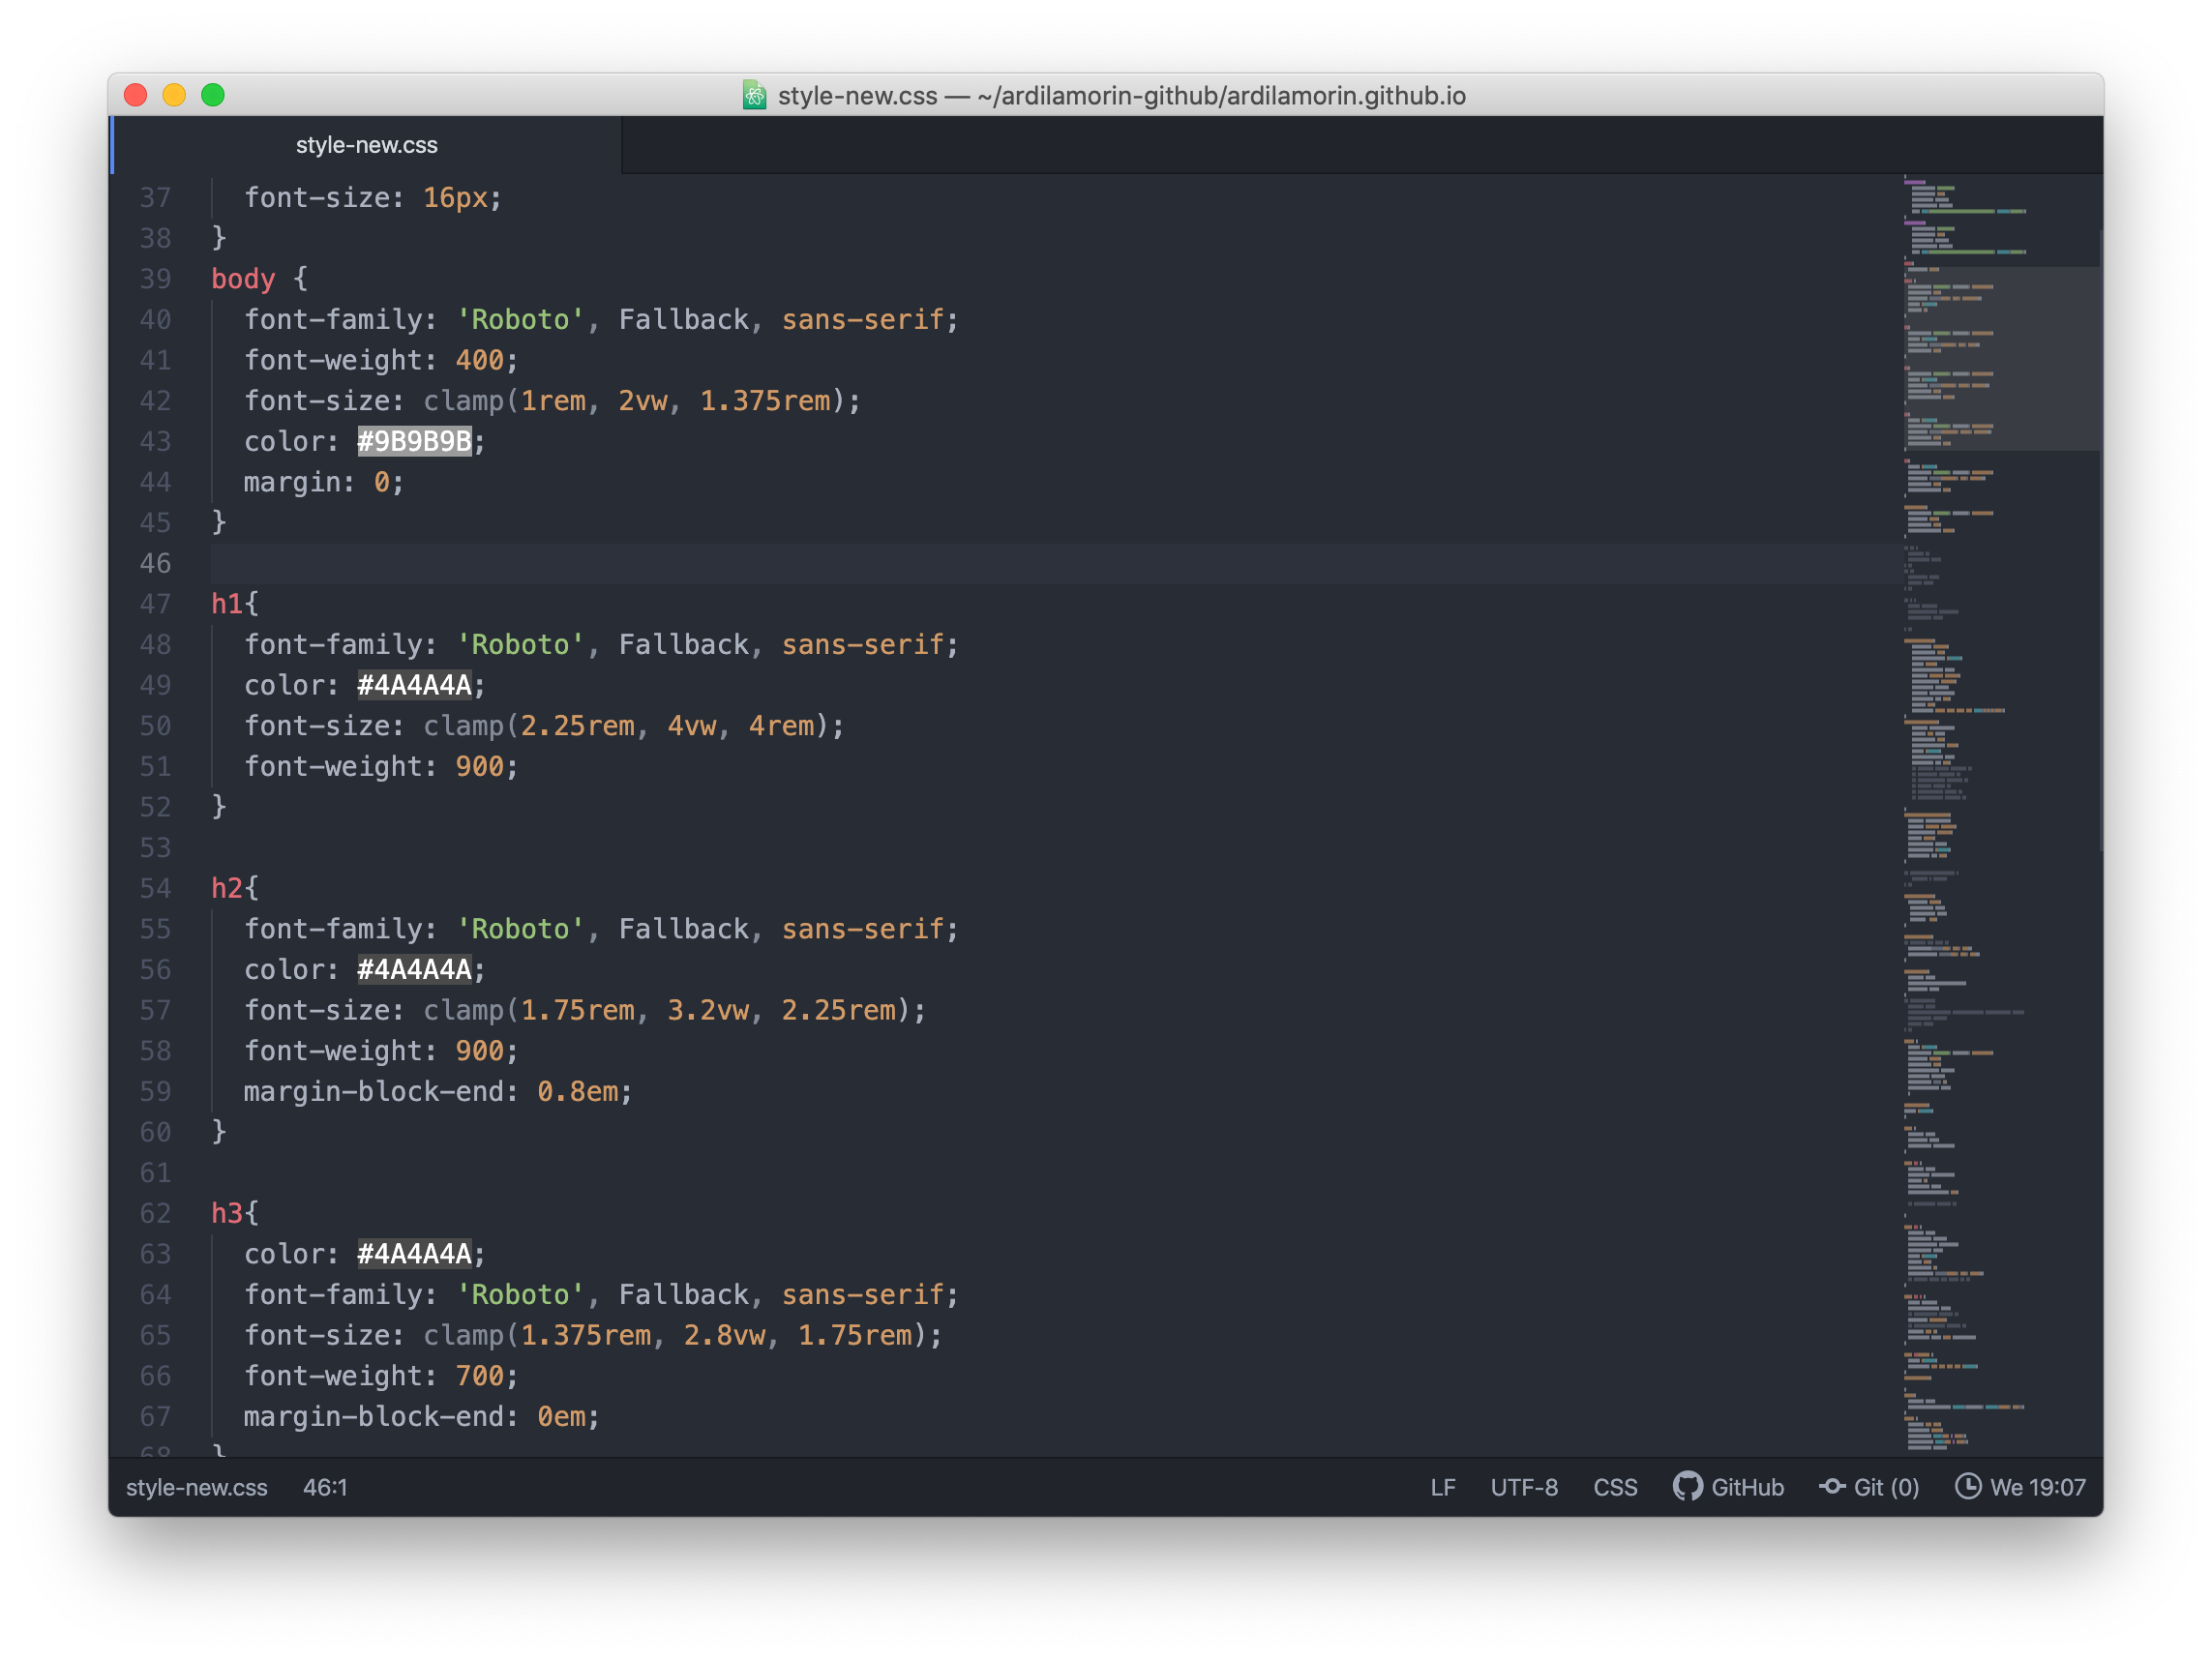 style-new.css — ~/ardilamorin-github/ardilamorin.github.io
style-new.css
37 font-size: 16px;
38 }
39 body {
40 font-family: 'Roboto', Fallback, sans-serif;
41 font-weight: 400;
42 font-size: clamp(1rem, 2vw, 1.375rem);
43 color: #9B9B9B;
44 margin: 0;
45 }
46
47 h1{
48 font-family: 'Roboto', Fallback, sans-serif;
49 color: #4A4A4A;
50 font-size: clamp(2.25rem, 4vw, 4rem);
51 font-weight: 900;
52 }
53
54 h2{
55 font-family: 'Roboto', Fallback, sans-serif;
56 color: #4A4A4A;
57 font-size: clamp(1.75rem, 3.2vw, 2.25rem);
58 font-weight: 900;
59 margin-block-end: 0.8em;
60 }
61
62 h3{
63 color: #4A4A4A;
64 font-family: 'Roboto', Fallback, sans-serif;
65 font-size: clamp(1.375rem, 2.8vw, 1.75rem);
66 font-weight: 700;
67 margin-block-end: 0em;
68 }
style-new.css 46:1 LF UTF-8 CSS GitHub Git (0) We 19:07